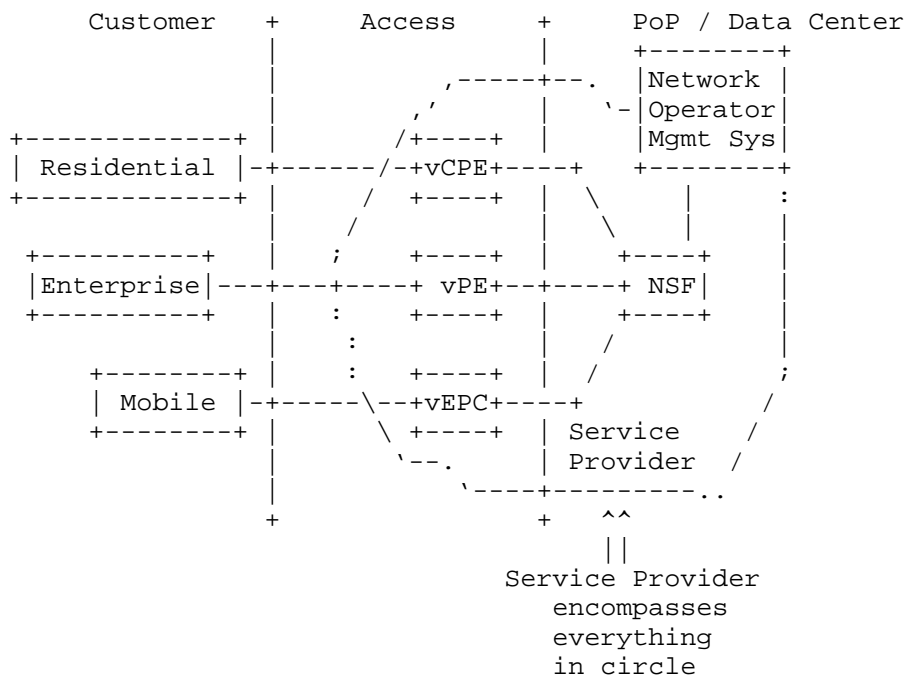 Customer Access PoP / Data Center
Network
Operator
Mgmt Sys
Residential vCPE
Enterprise vPE NSF
Mobile vEPC
Service
Provider
Service Provider
encompasses
everything
in circle